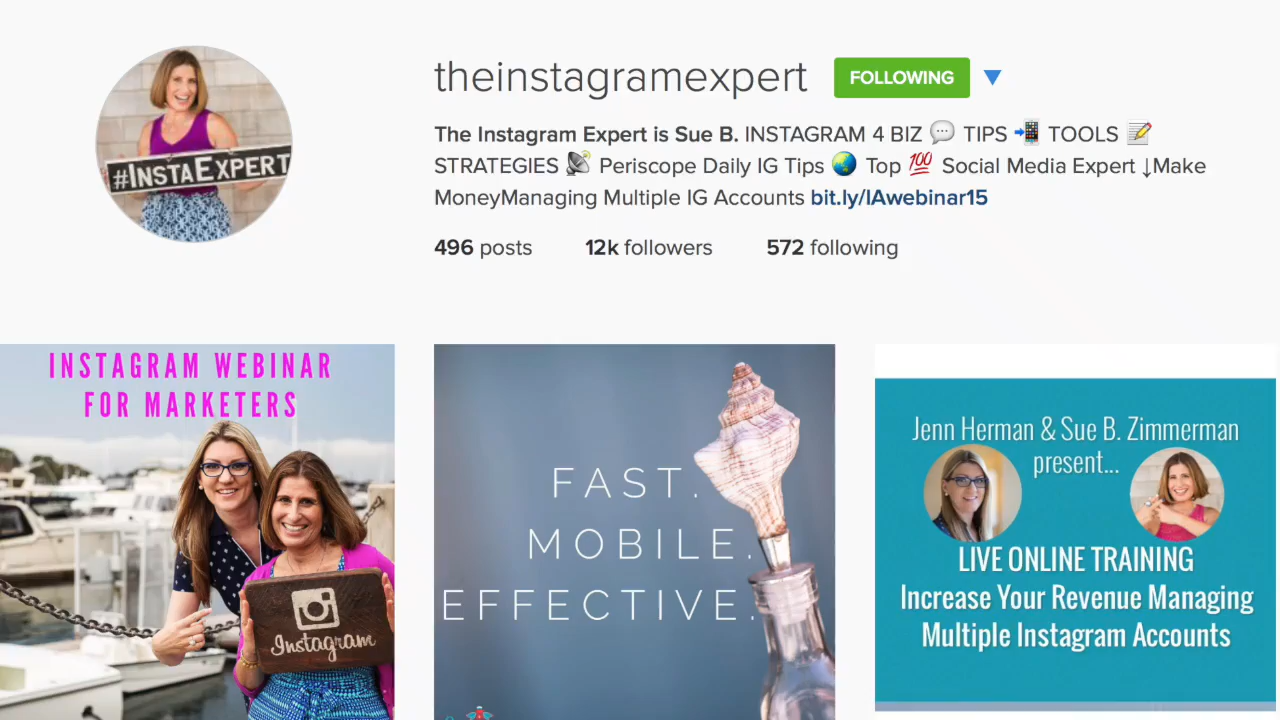 theinstagramexpert FOLLOWING
The Instagram Expert is Sue B. INSTAGRAM 4 BIZ 💬 TIPS 📲 TOOLS 📝
STRATEGIES 📡 Periscope Daily IG Tips 🌏 Top 💯 Social Media Expert ↓Make
MoneyManaging Multiple IG Accounts bit.ly/IAwebinar15
496 posts 12k followers 572 following
#INSTAEXPERT
INSTAGRAM WEBINAR
FOR MARKETERS
Instagram
FAST.
MOBILE.
EFFECTIVE.
Jenn Herman & Sue B. Zimmerman
present...
LIVE ONLINE TRAINING
Increase Your Revenue Managing
Multiple Instagram Accounts